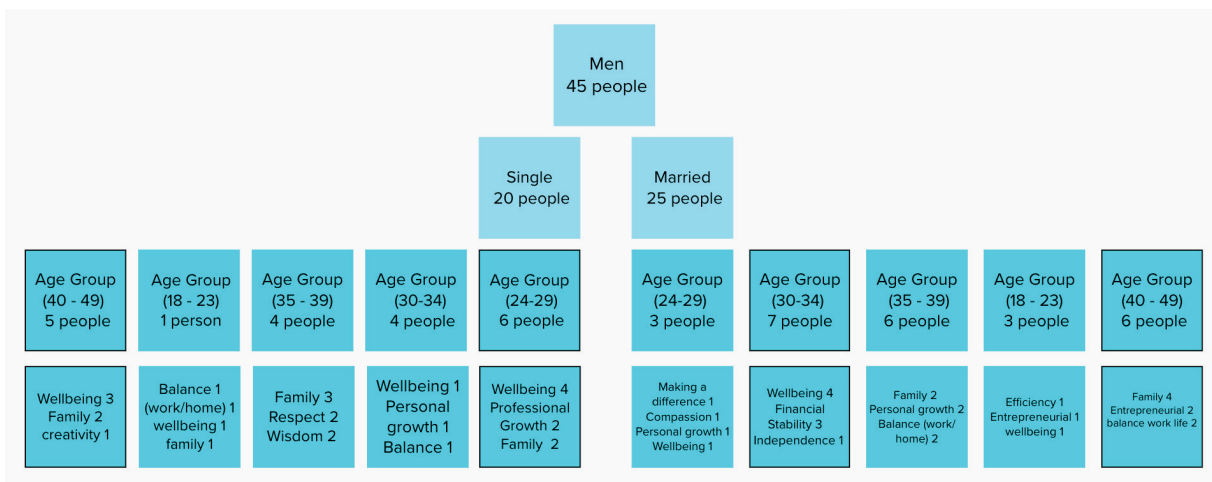 Men
45 people
Single
20 people
Married
25 people
Age Group
(40 - 49)
5 people
Age Group
(18 - 23)
1 person
Age Group
(35 - 39)
4 people
Age Group
(30-34)
4 people
Age Group
(24-29)
6 people
Age Group
(24-29)
3 people
Age Group
(30-34)
7 people
Age Group
(35 - 39)
6 people
Age Group
(18 - 23)
3 people
Age Group
(40 - 49)
6 people
Wellbeing 3
Family 2
creativity 1
Balance 1
(work/home) 1
wellbeing 1
family 1
Family 3
Respect 2
Wisdom 2
Wellbeing 1
Personal
growth 1
Balance 1
Wellbeing 4
Professional
Growth 2
Family 2
Making a
difference 1
Compassion 1
Personal growth 1
Wellbeing 1
Wellbeing 4
Financial
Stability 3
Independence 1
Family 2
Personal growth 2
Balance (work/
home) 2
Efficiency 1
Entrepreneurial 1
wellbeing 1
Family 4
Entrepreneurial 2
balance work life 2